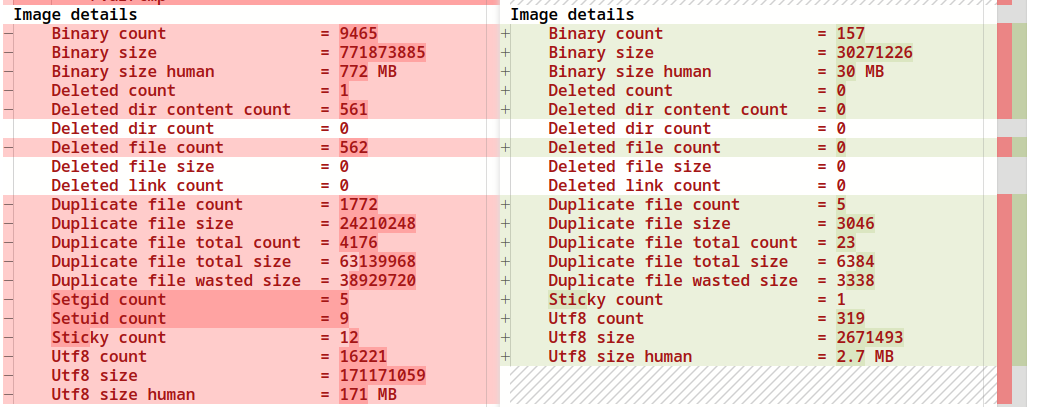 Image details
Binary count = 9465
Binary size = 771873885
Binary size human = 772 MB
Deleted count = 1
Deleted dir content count = 561
Deleted dir count = 0
Deleted file count = 562
Deleted file size = 0
Deleted link count = 0
Duplicate file count = 1772
Duplicate file size = 24210248
Duplicate file total count = 4176
Duplicate file total size = 63139968
Duplicate file wasted size = 38929720
Setgid count = 5
Setuid count = 9
Sticky count = 12
Utf8 count = 16221
Utf8 size = 171171059
Utf8 size human = 171 MB
Image details
Binary count = 157
Binary size = 30271226
Binary size human = 30 MB
Deleted count = 0
Deleted dir content count = 0
Deleted dir count = 0
Deleted file count = 0
Deleted file size = 0
Deleted link count = 0
Duplicate file count = 5
Duplicate file size = 3046
Duplicate file total count = 23
Duplicate file total size = 6384
Duplicate file wasted size = 3338
Sticky count = 1
Utf8 count = 319
Utf8 size = 2671493
Utf8 size human = 2.7 MB